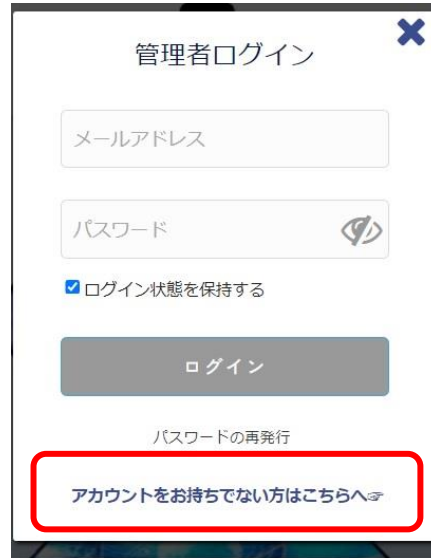 管理者ログイン
メールアドレス
パスワード
ログイン状態を保持する
ログイン
パスワードの再発行
アカウントをお持ちでない方はこちらへ☞